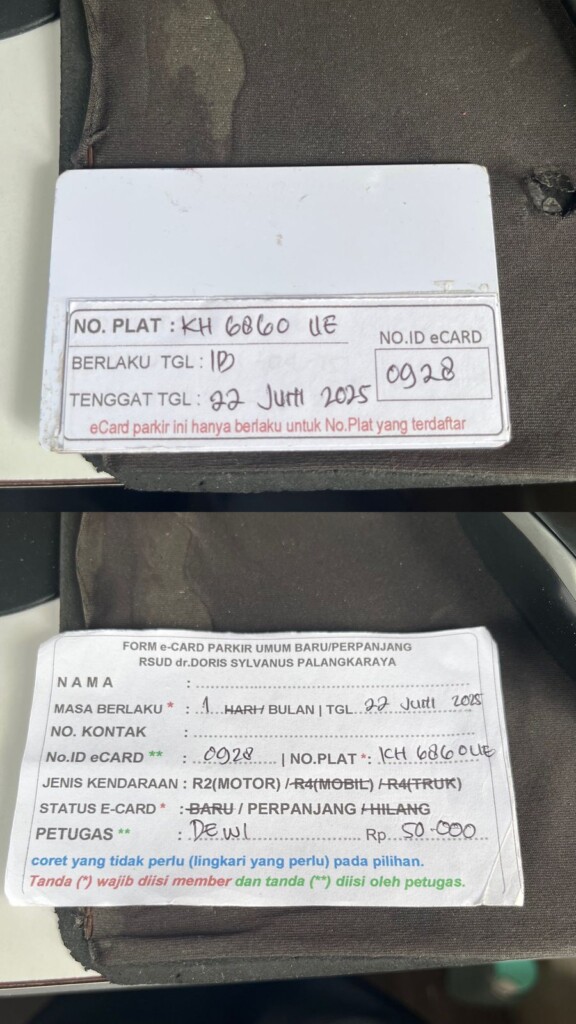 NO. PLAT : KH 6860 UE
NO.ID eCARD
BERLAKU TGL :
0928
TENGGAT TGL : 22 Juni 2025
eCard parkir ini hanya berlaku untuk No.Plat yang terdaftar
FORM e-CARD PARKIR UMUM BARU/PERPANJANG
RSUD dr.DORIS SYLVANUS PALANGKARAYA
NAMA :
MASA BERLAKU * : 1 HARI/ BULAN | TGL 22 Juni 2025
NO. KONTAK :
No.ID eCARD ** : 0928 | NO.PLAT *: KH 6860UE
JENIS KENDARAAN : R2(MOTOR) / R4(MOBIL) / R4(TRUK)
STATUS E-CARD * : BARU / PERPANJANG / HILANG
PETUGAS ** : DEWI Rp. 50.000
coret yang tidak perlu (lingkari yang perlu) pada pilihan.
Tanda (*) wajib diisi member dan tanda (**) diisi oleh petugas.